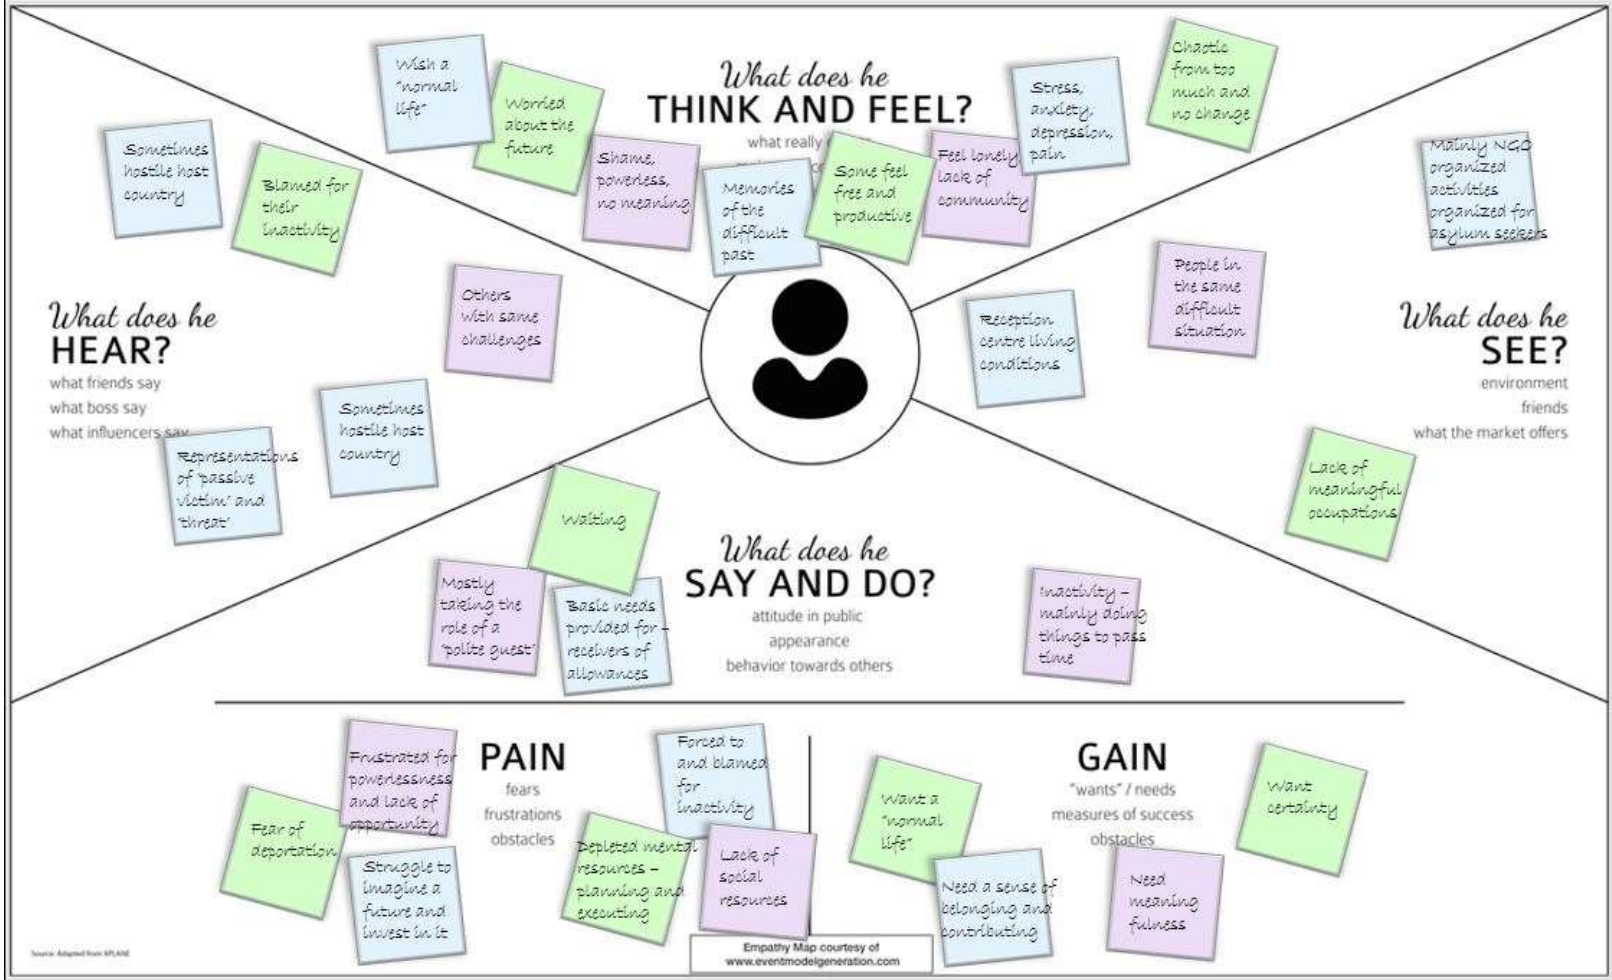 What does he
THINK AND FEEL?
what really
Wish a
"normal
life"
Worried
about the
future
Shame,
powerless,
no meaning
Memories
of the
difficult
past
Some feel
free and
productive
Feel lonely,
lack of
community
Stress,
anxiety,
depression,
pain
Chaotic
from too
much and
no change
Sometimes
hostile host
country
Blamed for
their
inactivity
Others
with same
challenges
What does he
HEAR?
what friends say
what boss say
what influencers say
Sometimes
hostile host
country
Representations
of 'passive
victim' and
'threat'
Mainly NGO
organized
activities
organized for
asylum seekers
People in
the same
difficult
situation
Reception
centre living
conditions
What does he
SEE?
environment
friends
what the market offers
Lack of
meaningful
occupations
Waiting
Mostly
taking the
role of a
'polite guest'
Basic needs
provided for –
receivers of
allowances
What does he
SAY AND DO?
attitude in public
appearance
behavior towards others
Inactivity –
mainly doing
things to pass
time
PAIN
fears
frustrations
obstacles
Frustrated for
powerlessness
and lack of
opportunity
Fear of
deportation
Struggle to
imagine a
future and
invest in it
Forced to
and blamed
for
inactivity
Depleted mental
resources –
planning and
executing
Lack of
social
resources
GAIN
"wants" / needs
measures of success
obstacles
Want a
"normal
life"
Need a sense of
belonging and
contributing
Need
meaning
fulness
Want
certainty
Source: Adapted from XPLANE
Empathy Map courtesy of
www.eventmodelgeneration.com